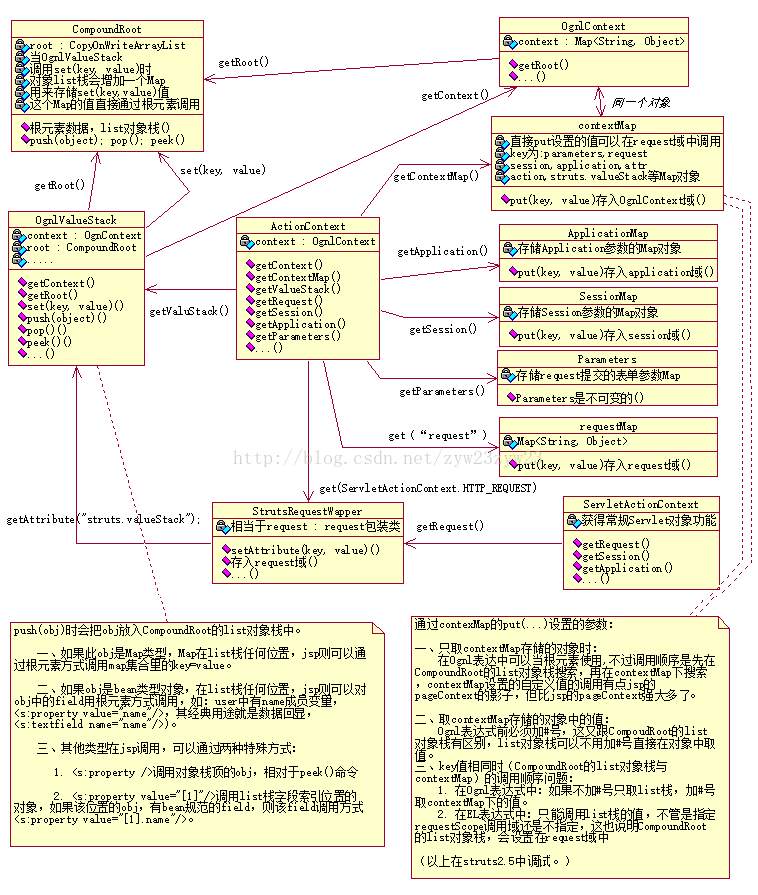 CompoundRoot
root : CopyOnWriteArrayList
当OgnlValueStack
调用set(key, value)时
对象list栈会增加一个Map
用来存储set(key,value)值
这个Map的值直接通过根元素调用
根元素数据, list对象栈()
push(object); pop(); peek()
OgnlContext
context : Map<String, Object>
getRoot()
...()
getRoot()
getContext()
同一个对象
contextMap
直接put设置的值可以在request域中调用
key为:parameters,request
session,application,attr
action,struts.valueStack等Map对象
put(key, value)存入OgnlContext域()
getRoot()
set(key, value)
getContextMap()
OgnlValueStack
context : OgnContext
root : CompoundRoot
.....
getContext()
getRoot()
set(key, value)()
push(object)()
pop()()
peek()()
...()
ActionContext
context : OgnlContext
getContext()
getContextMap()
getValueStack()
getRequest()
getSession()
getApplication()
getParameters()
...()
getValuStack()
getApplication()
ApplicationMap
存储Application参数的Map对象
put(key, value)存入application域()
getSession()
SessionMap
存储Session参数的Map对象
put(key, value)存入session域()
getParameters()
Parameters
存储request提交的表单参数Map
Parameters是不可变的()
get(“request”)
requestMap
Map<String, Object>
put(key, value)存入request域()
http://blog.csdn.net/zyw23zyw23
get(ServletActionContext.HTTP_REQUEST)
getAttribute("struts.valueStack");
StrutsRequestWapper
相当于request : request包装类
setAttribute(key, value)()
存入request域()
...()
getRequest()
ServletActionContext
获得常规Servlet对象功能
getRequest()
getSession()
getApplication()
...()
push(obj)时会把obj放入CompoundRoot的list对象栈中。
一、如果此obj是Map类型, Map在list栈任何位置, jsp则可以通
过根元素方式调用map集合里的key=value。
二、如果obj是bean类型对象, 在list栈任何位置, jsp则可以对
obj中的field用根元素方式调用, 如: user中有name成员变量,
<s:property value="name"/>, 其经典用途就是数据回显,
<s:textfield name="name"/>)。
三、其他类型在jsp调用, 可以通过两种特殊方式:
1. <s:property />调用对象栈顶的obj, 相对于peek()命令
2. <s:property value="[1]"/>调用list栈字段索引位置的
对象, 如果该位置的obj, 有bean规范的field, 则该field调用方式
<s:property value="[1].name"/>。
通过contexMap的put(...)设置的参数:
一、只取contextMap存储的对象时:
在Ognl表达中可以当根元素使用,不过调用顺序是先在
CompoundRoot的list对象栈搜索, 再在contextMap下搜索
, contextMap设置的自定义值的调用有点jsp的
pageContext的影子, 但比jsp的pageContext强大多了。
二、取contextMap存储的对象中的值:
Ognl表达式前必须加#号, 这又跟CompoudRoot的list
对象栈有区别, list对象栈可以不用加#号直接在对象中取
值。
三、key值相同时 (CompoundRoot的list对象栈与
contextMap) 的调用顺序问题:
1. 在Ognl表达式中: 如果不加#号只取list栈, 加#号
取contextMap下的值。
2. 在EL表达式中: 只能调用List栈的值, 不管是指定
requestScope调用域还是不指定, 这也说明CompoundRoot
的list对象栈, 会设置在request域中
(以上在struts2.5中调试。)